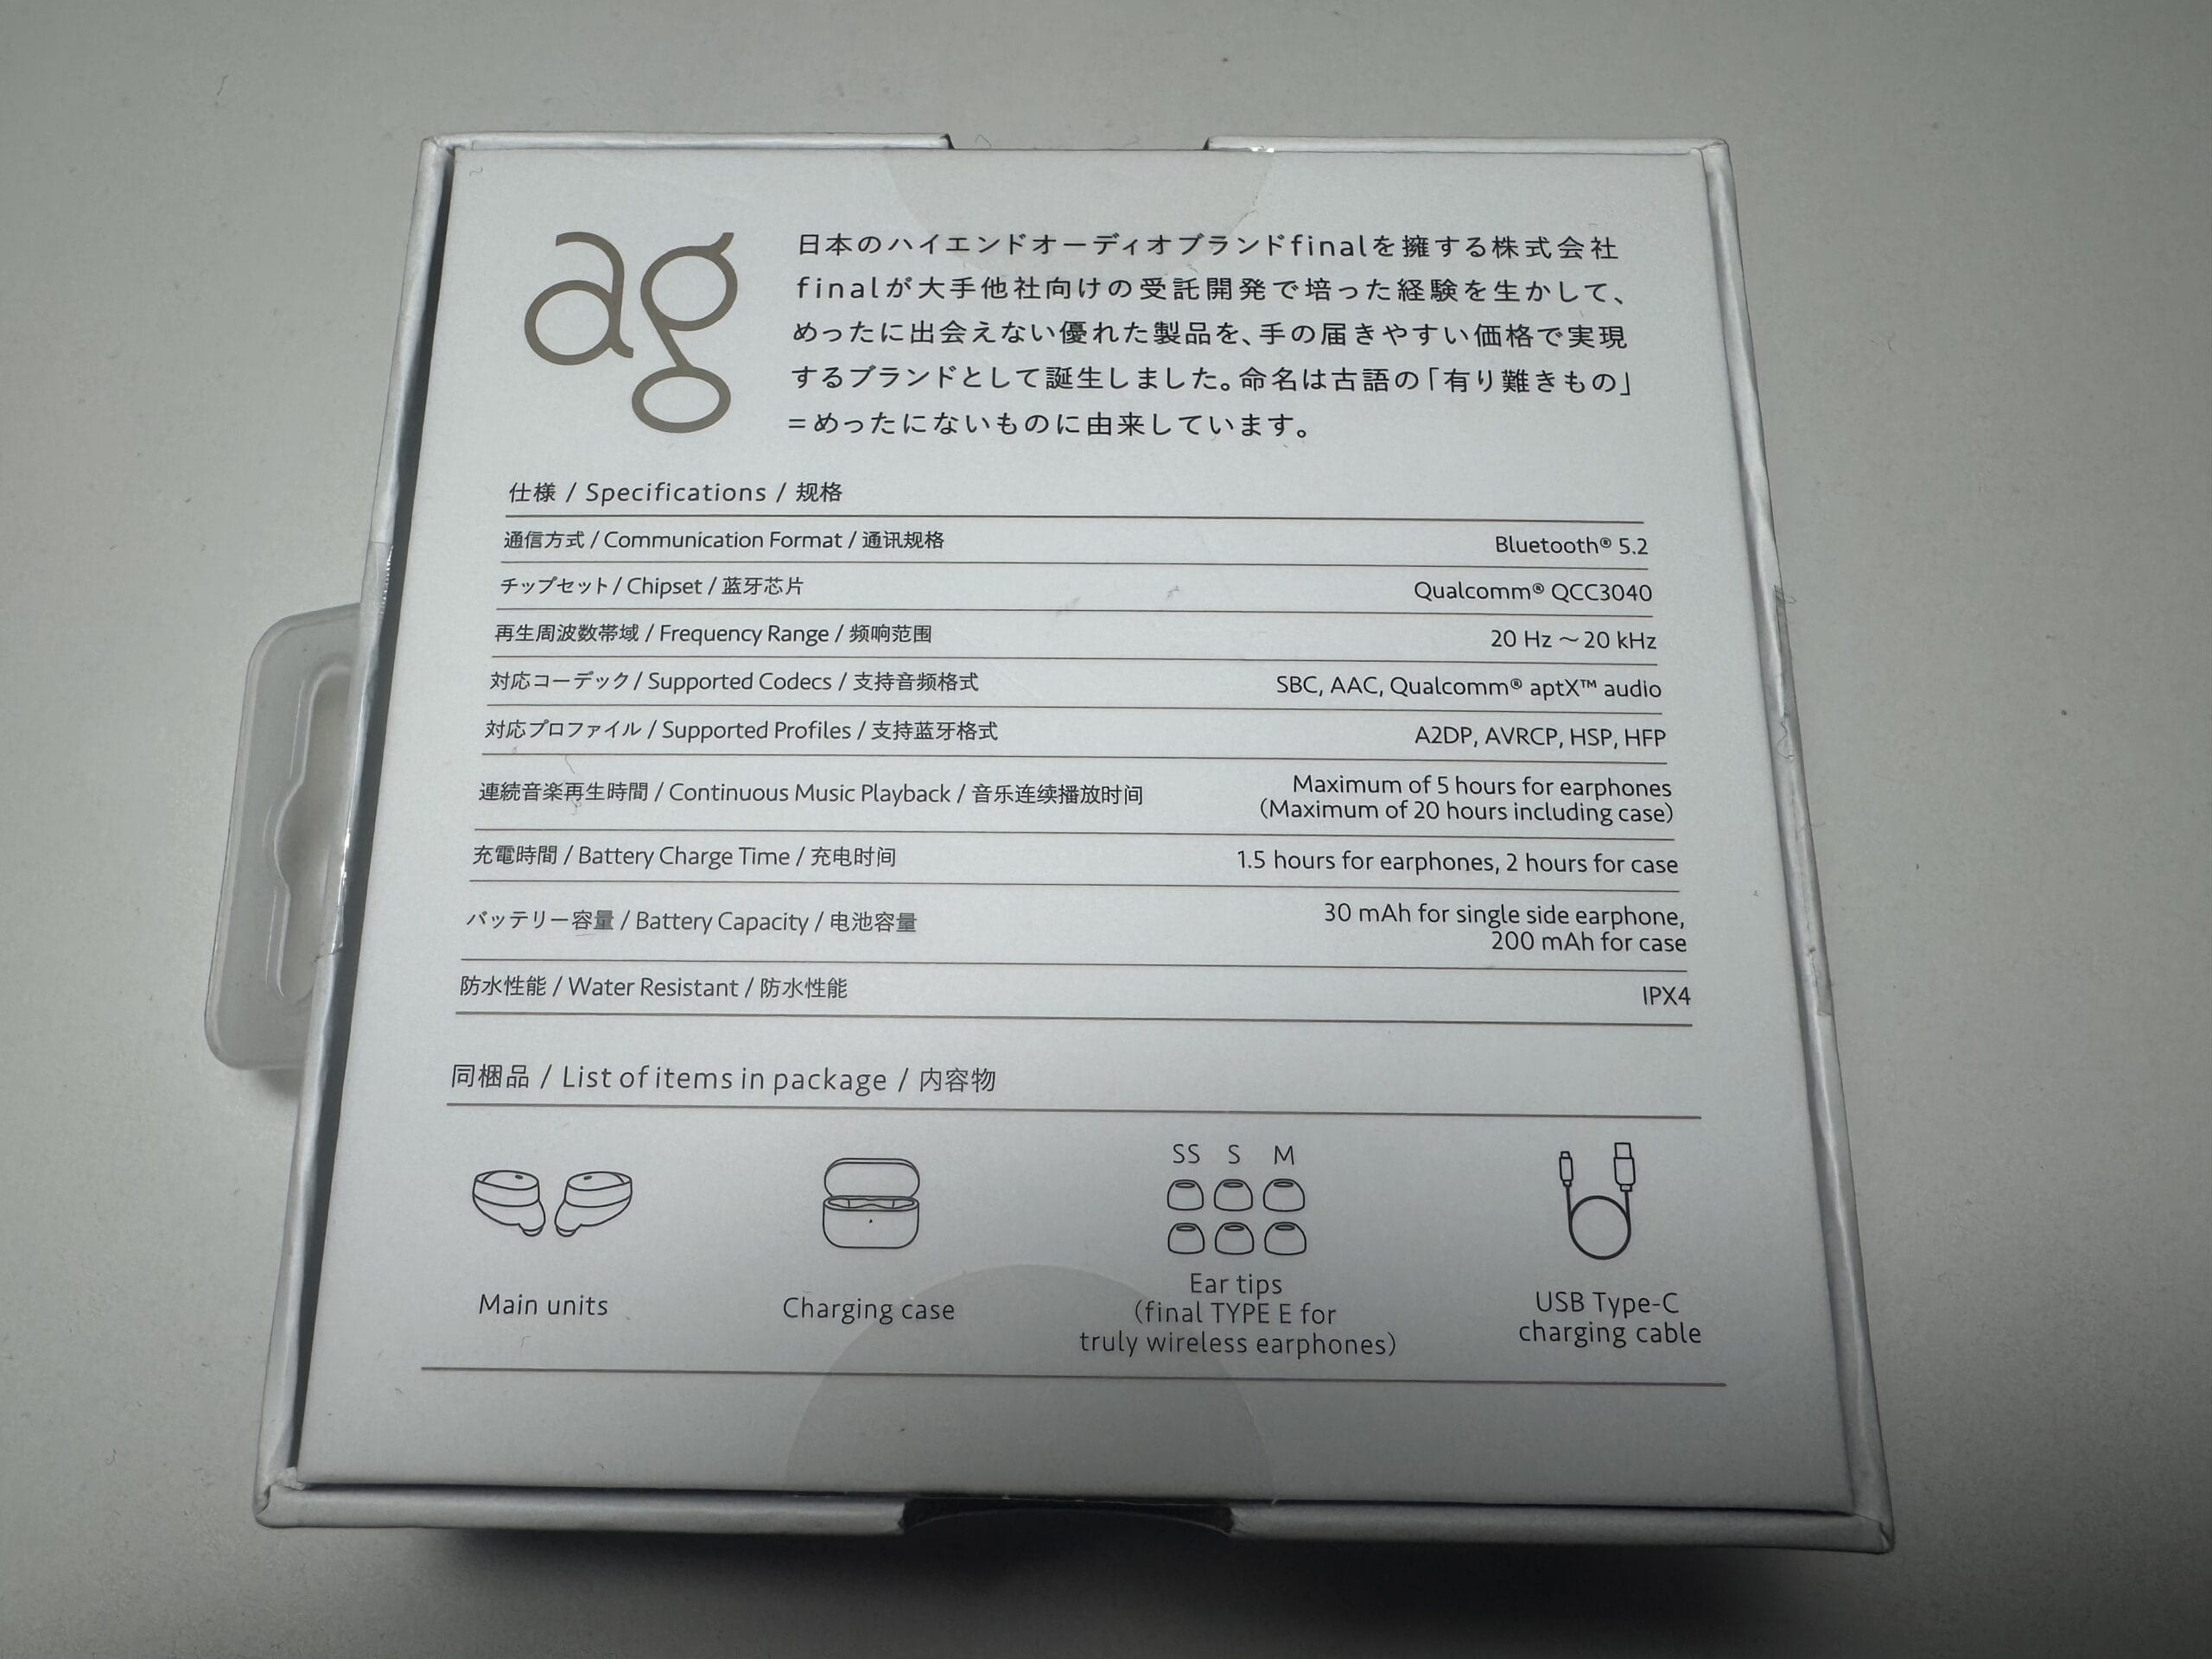 ag
日本のハイエンドオーディオブランドfinalを擁する株式会社
finalが大手他社向けの受託開発で培った経験を生かして、
めったに出会えない優れた製品を、手の届きやすい価格で実現
するブランドとして誕生しました。命名は古語の「有り難きもの」
=めったにないものに由来しています。
仕様 / Specifications / 规格
通信方式 / Communication Format / 通讯规格 Bluetooth® 5.2
チップセット / Chipset / 蓝牙芯片 Qualcomm® QCC3040
再生周波数帯域 / Frequency Range / 频响范围 20 Hz ～ 20 kHz
対応コーデック / Supported Codecs / 支持音频格式 SBC, AAC, Qualcomm® aptX™ audio
対応プロファイル / Supported Profiles / 支持蓝牙格式 A2DP, AVRCP, HSP, HFP
連続音楽再生時間 / Continuous Music Playback / 音乐连续播放时间 Maximum of 5 hours for earphones
(Maximum of 20 hours including case)
充電時間 / Battery Charge Time / 充电时间 1.5 hours for earphones, 2 hours for case
バッテリー容量 / Battery Capacity / 电池容量 30 mAh for single side earphone,
200 mAh for case
防水性能 / Water Resistant / 防水性能 IPX4
同梱品 / List of items in package / 内容物
SS S M
Main units
Charging case
Ear tips
(final TYPE E for
truly wireless earphones)
USB Type-C
charging cable